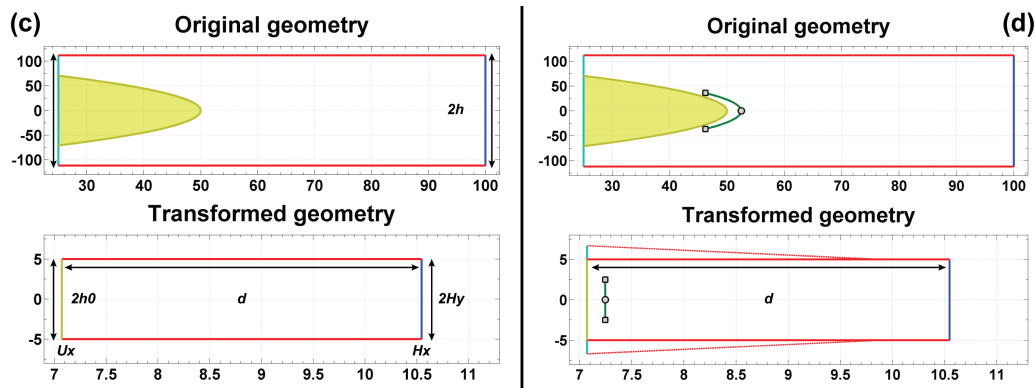 (c)
Original geometry
100
50
0
-50
-100
2h
30 40 50 60 70 80 90 100
Transformed geometry
5
0
-5
2h0
d
2Hy
Ux
Hx
7 7.5 8 8.5 9 9.5 10 10.5 11
(d)
Original geometry
100
50
0
-50
-100
30 40 50 60 70 80 90 100
Transformed geometry
5
0
-5
d
7 7.5 8 8.5 9 9.5 10 10.5 11